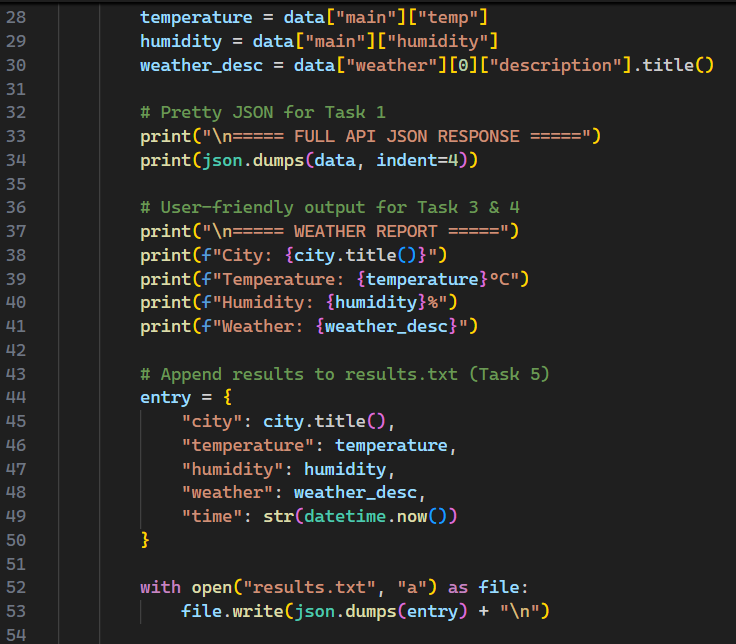 28 temperature = data["main"]["temp"]
29 humidity = data["main"]["humidity"]
30 weather_desc = data["weather"][0]["description"].title()
31
32 # Pretty JSON for Task 1
33 print("\n===== FULL API JSON RESPONSE =====")
34 print(json.dumps(data, indent=4))
35
36 # User-friendly output for Task 3 & 4
37 print("\n===== WEATHER REPORT =====")
38 print(f"City: {city.title()}")
39 print(f"Temperature: {temperature}°C")
40 print(f"Humidity: {humidity}%")
41 print(f"Weather: {weather_desc}")
42
43 # Append results to results.txt (Task 5)
44 entry = {
45     "city": city.title(),
46     "temperature": temperature,
47     "humidity": humidity,
48     "weather": weather_desc,
49     "time": str(datetime.now())
50 }
51
52 with open("results.txt", "a") as file:
53     file.write(json.dumps(entry) + "\n")
54